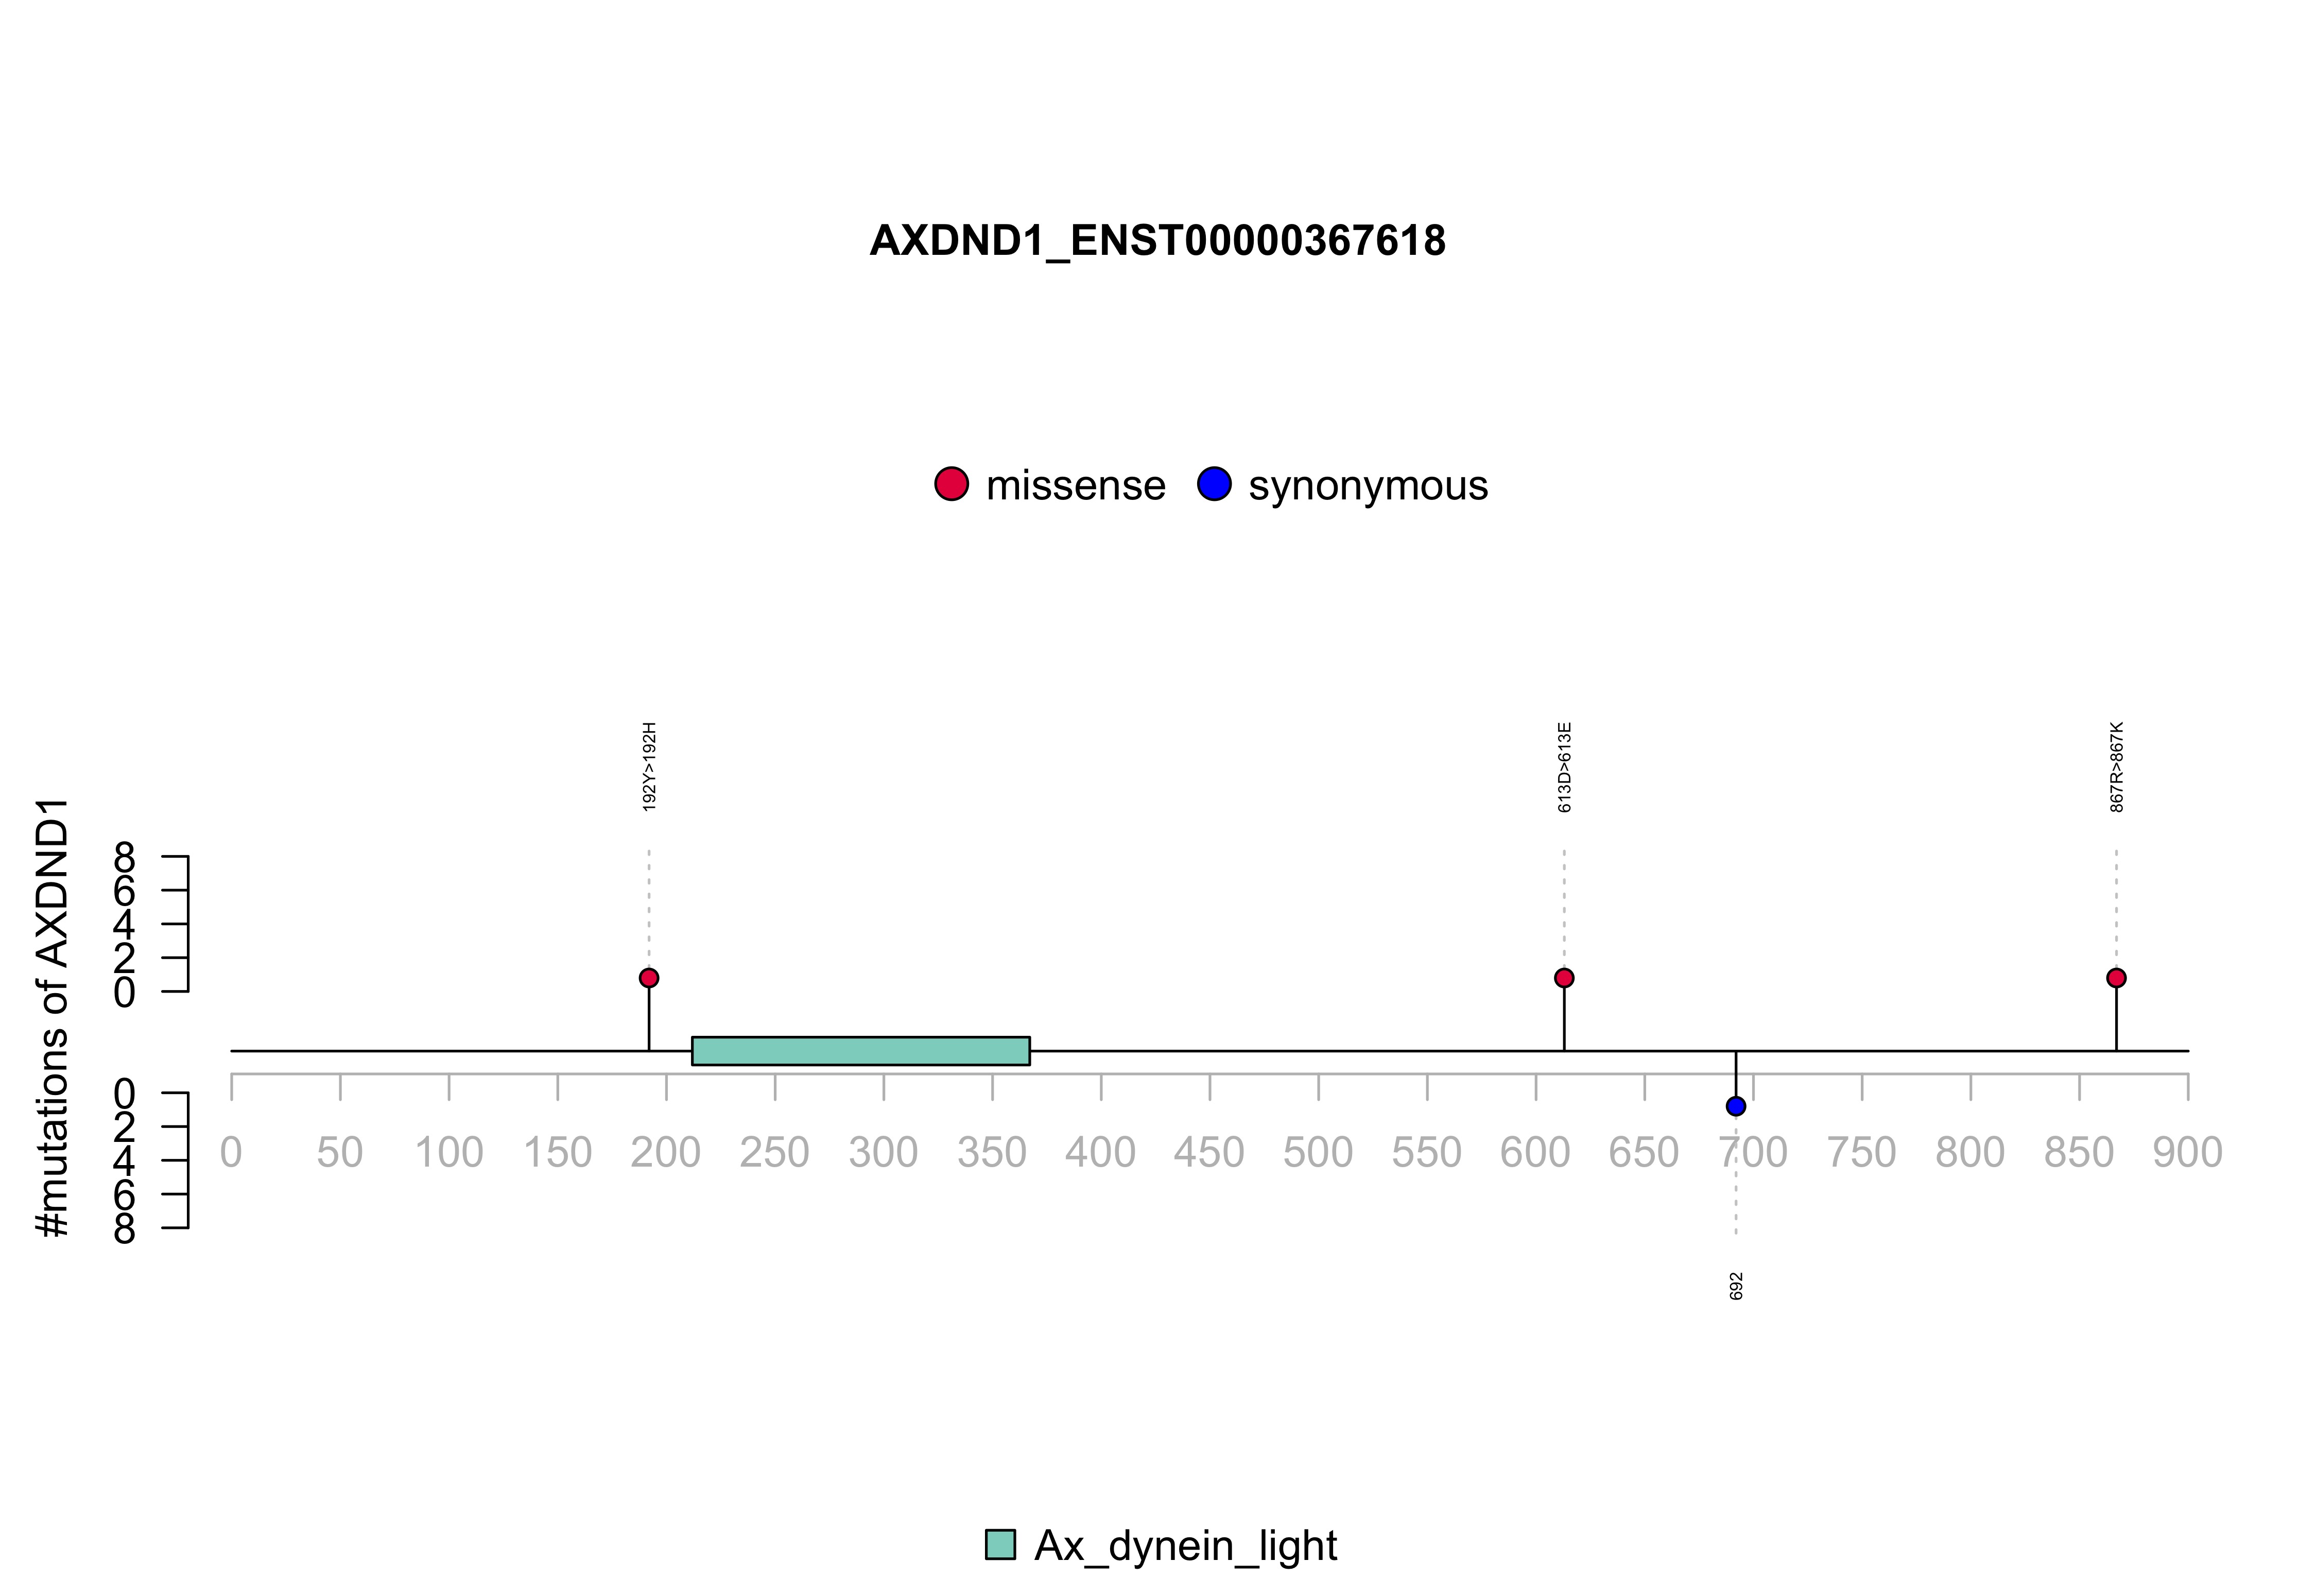 AXDND1_ENST00000367618
missense synonymous
192Y>192H 613D>613E 867R>867K
#mutations of AXDND1
8
6
4
2
0
0
2
4
6
8
0 50 100 150 200 250 300 350 400 450 500 550 600 650 700 750 800 850 900
692
Ax_dynein_light